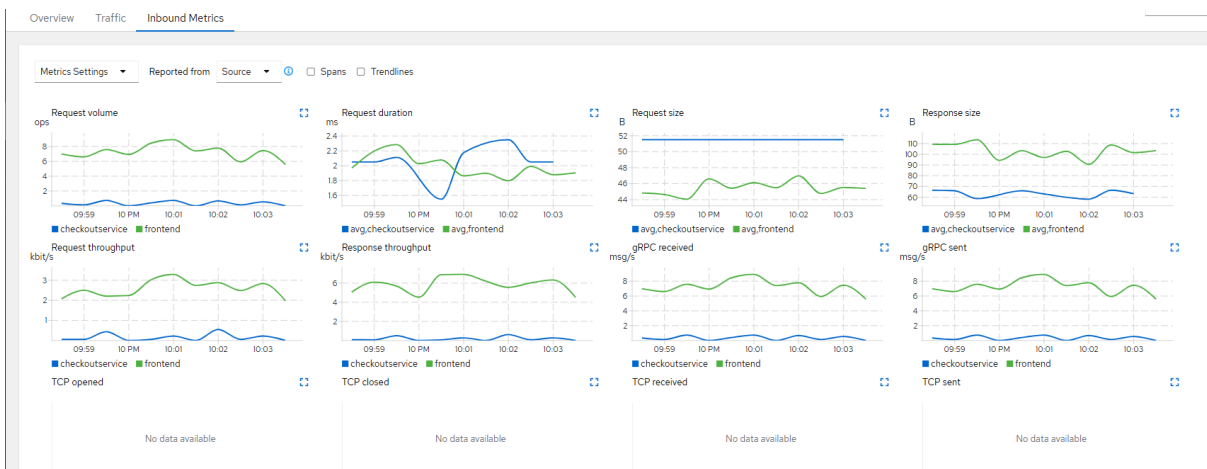 Overview Traffic Inbound Metrics
Metrics Settings Reported from Source Spans Trendlines
Request volume
ops
8
6
4
2
09:59 10 PM 10:01 10:02 10:03
checkoutservice frontend
Request duration
ms
2.4
2.2
2
1.8
1.6
09:59 10 PM 10:01 10:02 10:03
avg,checkoutservice avg,frontend
Request size
B
52
50
48
46
44
09:59 10 PM 10:01 10:02 10:03
avg,checkoutservice avg,frontend
Response size
B
110
100
90
80
70
60
09:59 10 PM 10:01 10:02 10:03
avg,checkoutservice avg,frontend
Request throughput
kbit/s
3
2
1
09:59 10 PM 10:01 10:02 10:03
checkoutservice frontend
Response throughput
kbit/s
6
4
2
09:59 10 PM 10:01 10:02 10:03
checkoutservice frontend
gRPC received
msg/s
8
6
4
2
09:59 10 PM 10:01 10:02 10:03
checkoutservice frontend
gRPC sent
msg/s
8
6
4
2
09:59 10 PM 10:01 10:02 10:03
checkoutservice frontend
TCP opened
No data available
TCP closed
No data available
TCP received
No data available
TCP sent
No data available